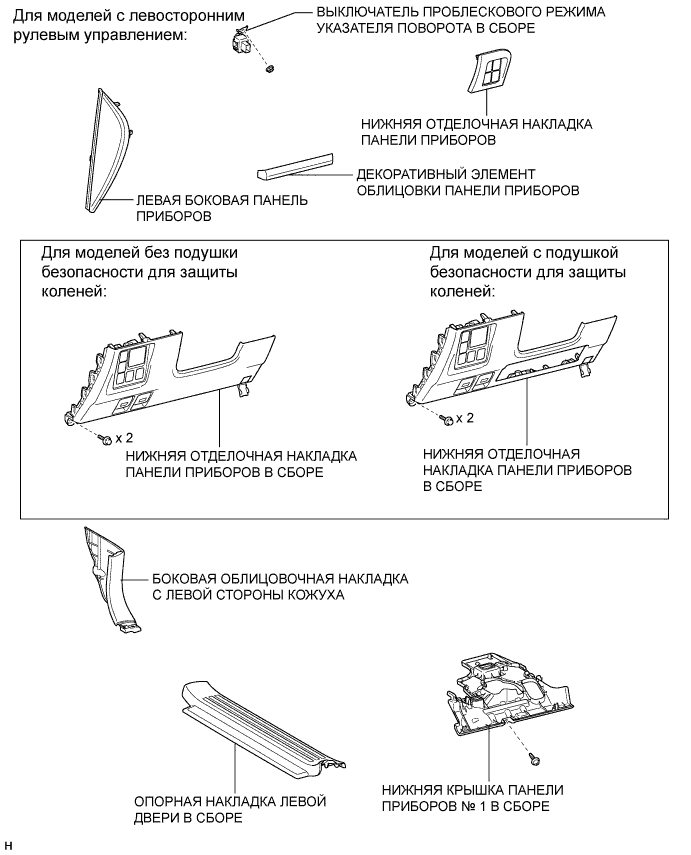 Для моделей с левосторонним
рулевым управлением:
ВЫКЛЮЧАТЕЛЬ ПРОБЛЕСКОВОГО РЕЖИМА
УКАЗАТЕЛЯ ПОВОРОТА В СБОРЕ
НИЖНЯЯ ОТДЕЛОЧНАЯ НАКЛАДКА
ПАНЕЛИ ПРИБОРОВ
ДЕКОРАТИВНЫЙ ЭЛЕМЕНТ
ОБЛИЦОВКИ ПАНЕЛИ ПРИБОРОВ
ЛЕВАЯ БОКОВАЯ ПАНЕЛЬ
ПРИБОРОВ
Для моделей без подушки
безопасности для защиты
коленей:
Для моделей с подушкой
безопасности для защиты
коленей:
x 2
НИЖНЯЯ ОТДЕЛОЧНАЯ НАКЛАДКА
ПАНЕЛИ ПРИБОРОВ В СБОРЕ
x 2
НИЖНЯЯ ОТДЕЛОЧНАЯ
НАКЛАДКА ПАНЕЛИ ПРИБОРОВ
В СБОРЕ
БОКОВАЯ ОБЛИЦОВОЧНАЯ НАКЛАДКА
С ЛЕВОЙ СТОРОНЫ КОЖУХА
ОПОРНАЯ НАКЛАДКА ЛЕВОЙ
ДВЕРИ В СБОРЕ
НИЖНЯЯ КРЫШКА ПАНЕЛИ
ПРИБОРОВ № 1 В СБОРЕ
H